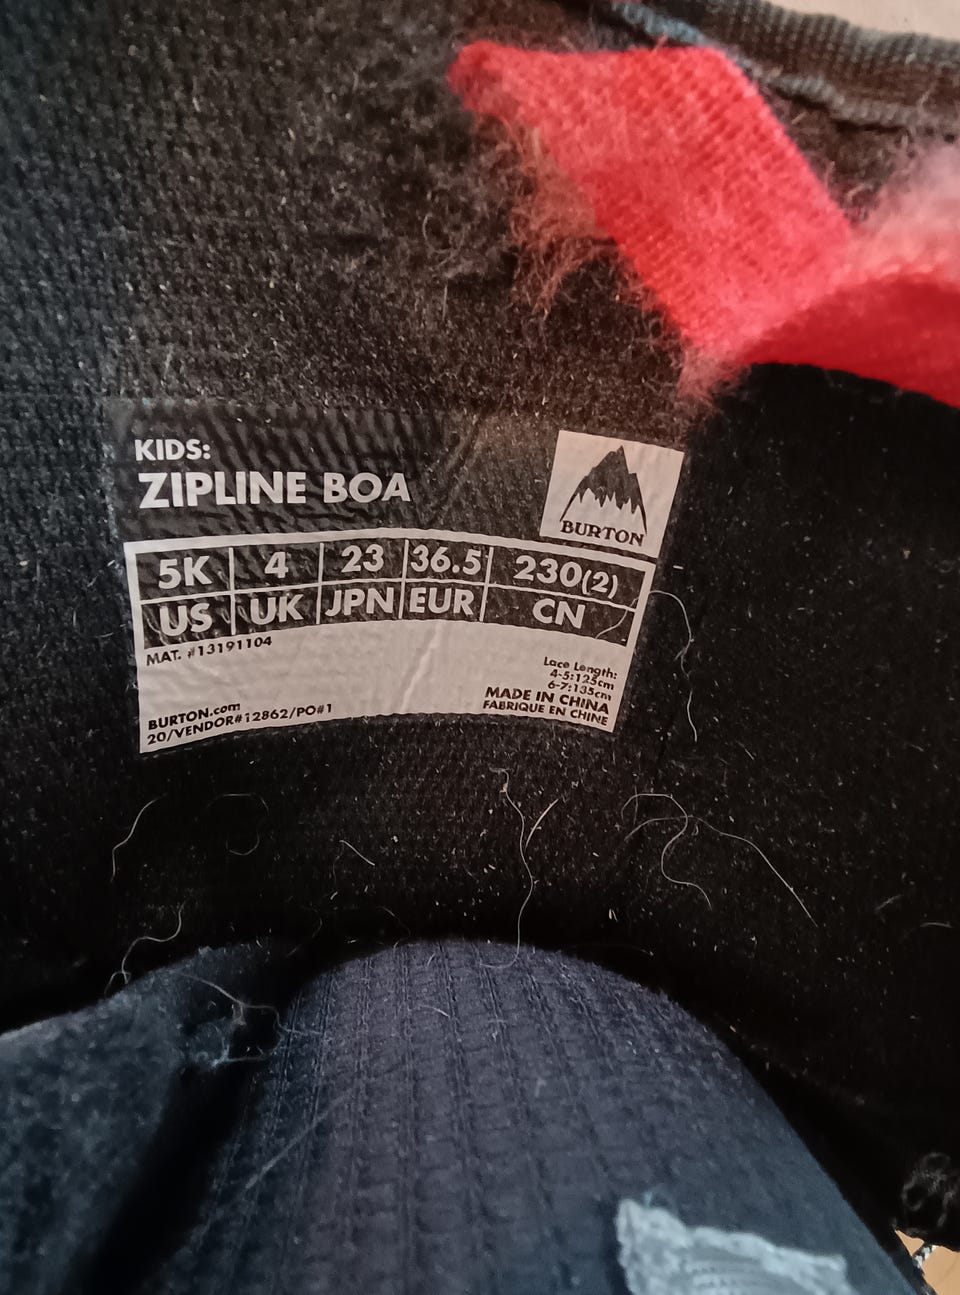 KIDS:
ZIPLINE BOA
BURTON
5K 4 23 36.5 230(2)
US UK JPN EUR CN
MAT. #13191104
Lace Length:
4-5:125cm
6-7:135cm
MADE IN CHINA
FABRIQUE EN CHINE
BURTON.com
20/VENDOR#12862/PO#1